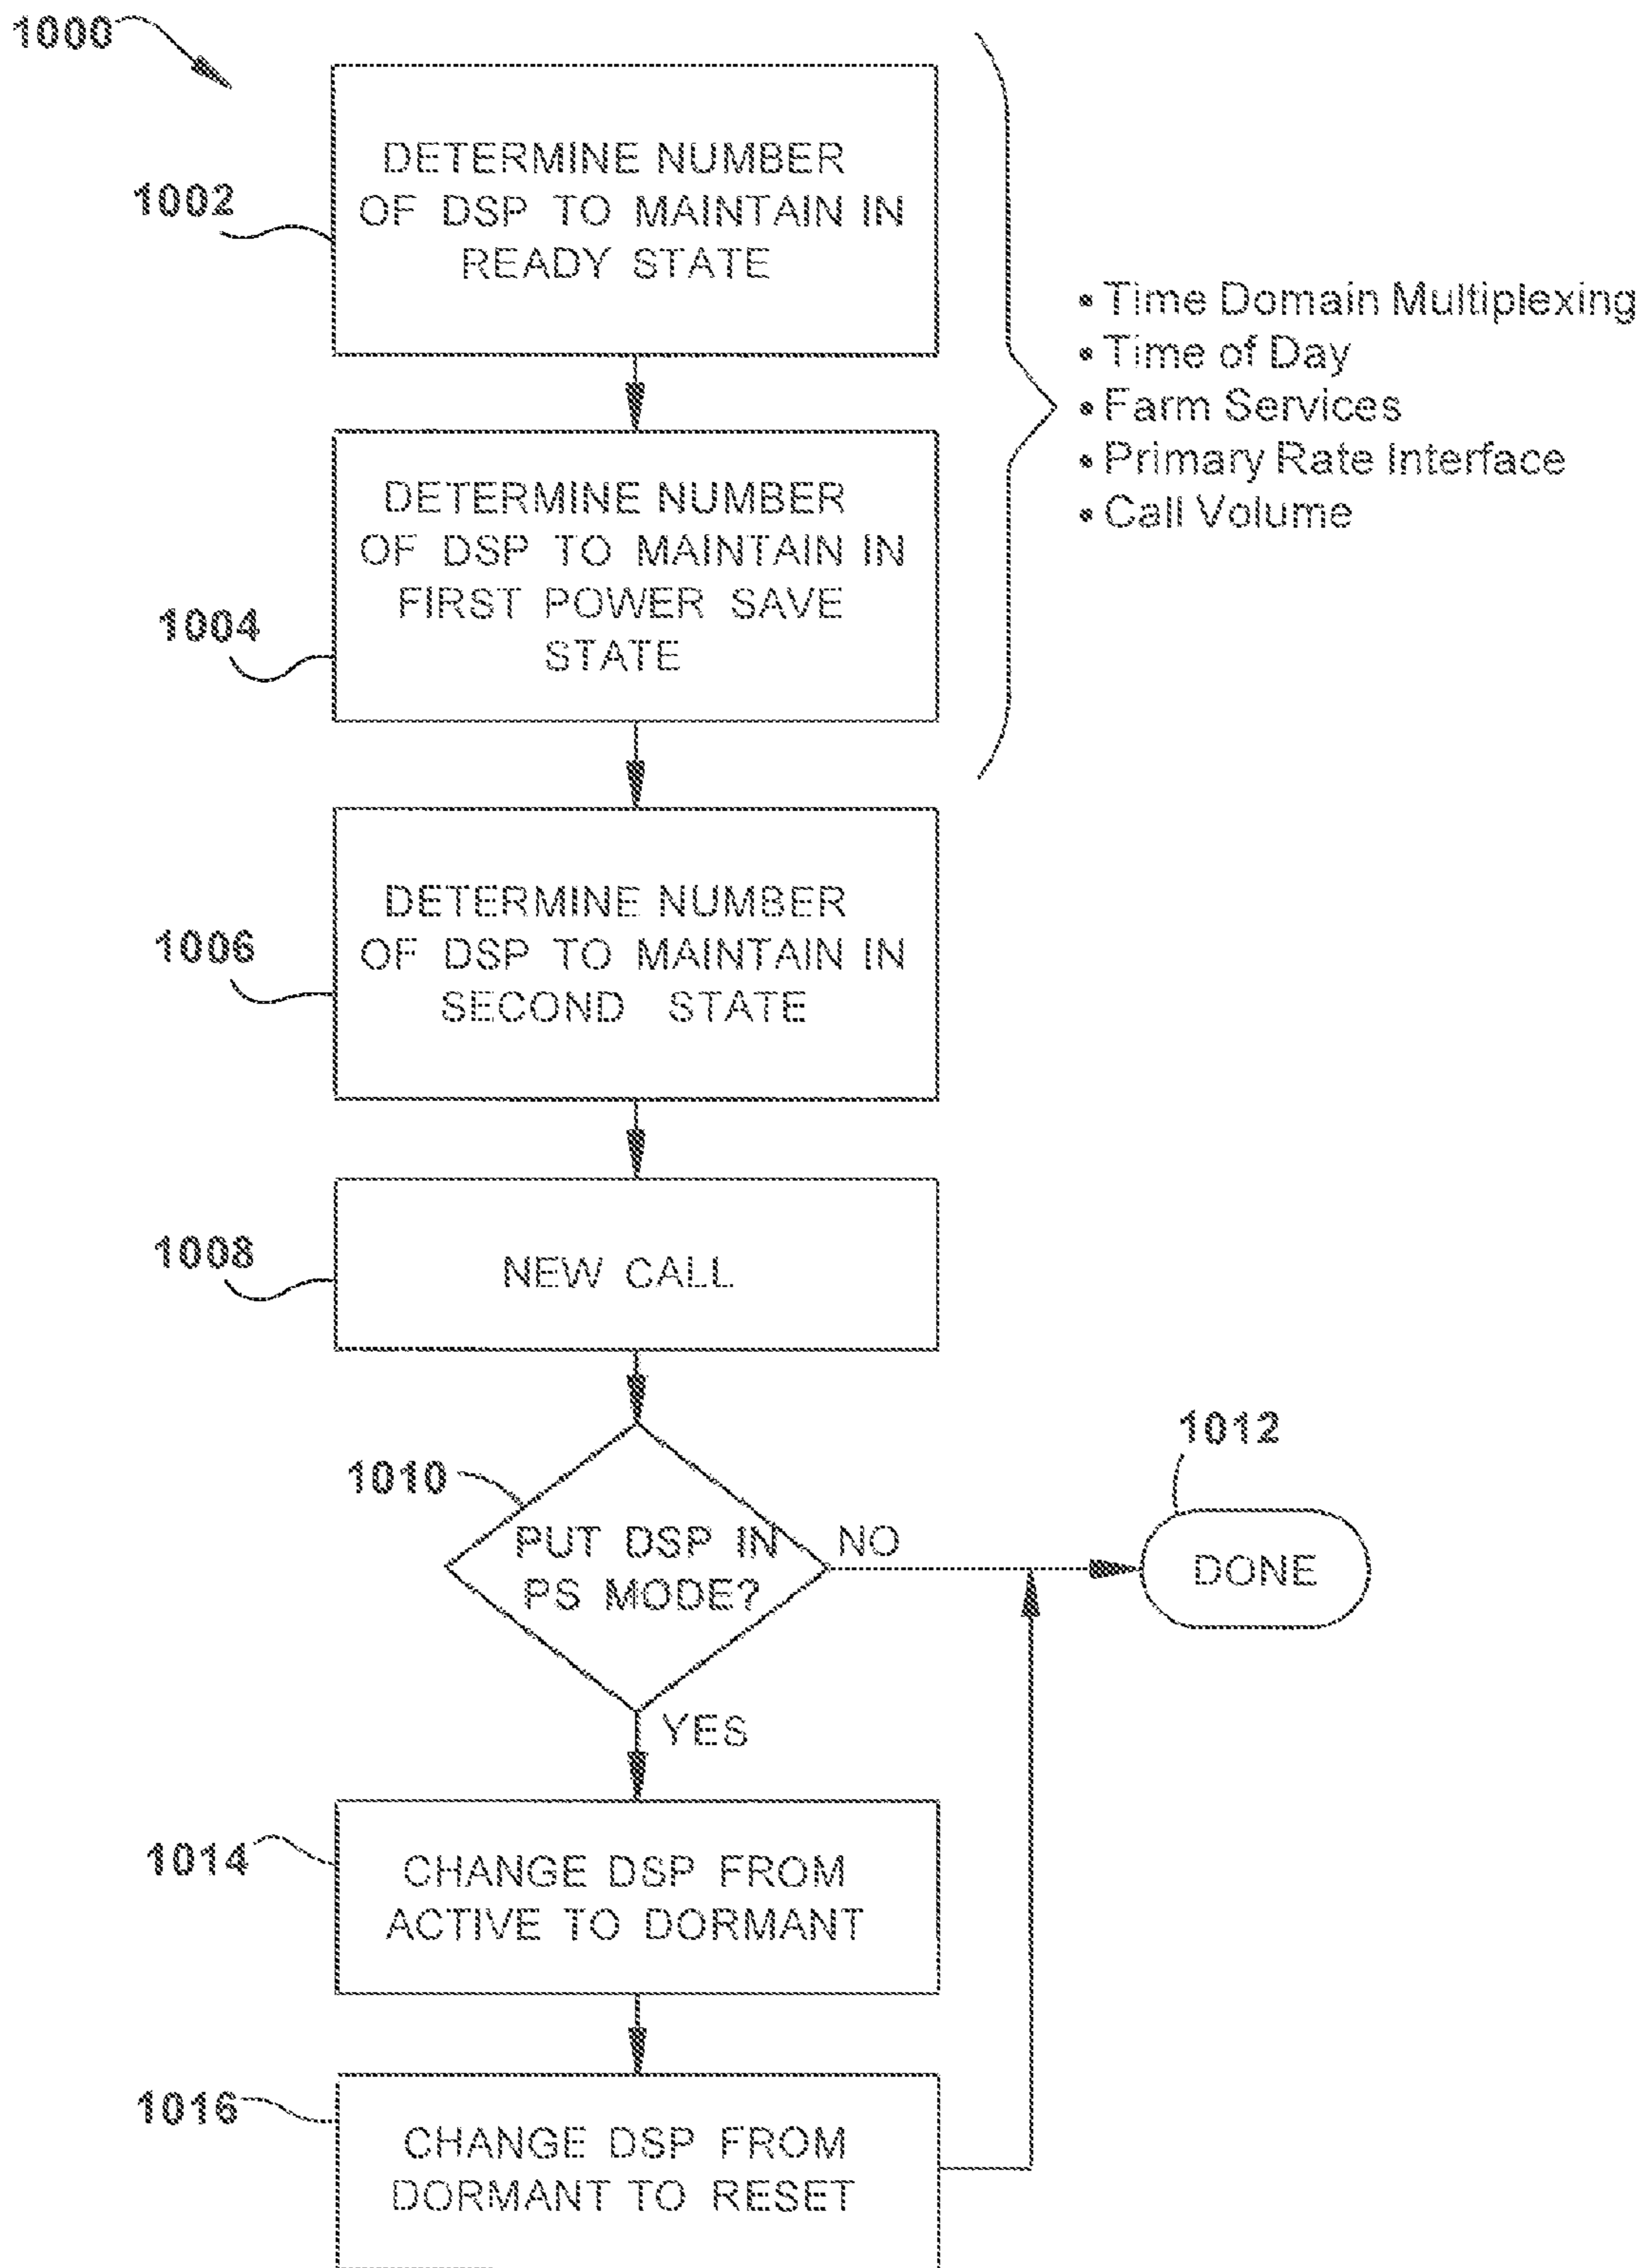 1000
DETERMINE NUMBER
OF DSP TO MAINTAIN IN
READY STATE
1002
• Time Domain Multiplexing
• Time of Day
• Farm Services
• Primary Rate Interface
• Call Volume
DETERMINE NUMBER
OF DSP TO MAINTAIN IN
FIRST POWER SAVE
STATE
1004
DETERMINE NUMBER
OF DSP TO MAINTAIN IN
SECOND STATE
1006
NEW CALL
1008
1010
PUT DSP IN
PS MODE?
NO
1012
DONE
YES
1014
CHANGE DSP FROM
ACTIVE TO DORMANT
1016
CHANGE DSP FROM
DORMANT TO RESET